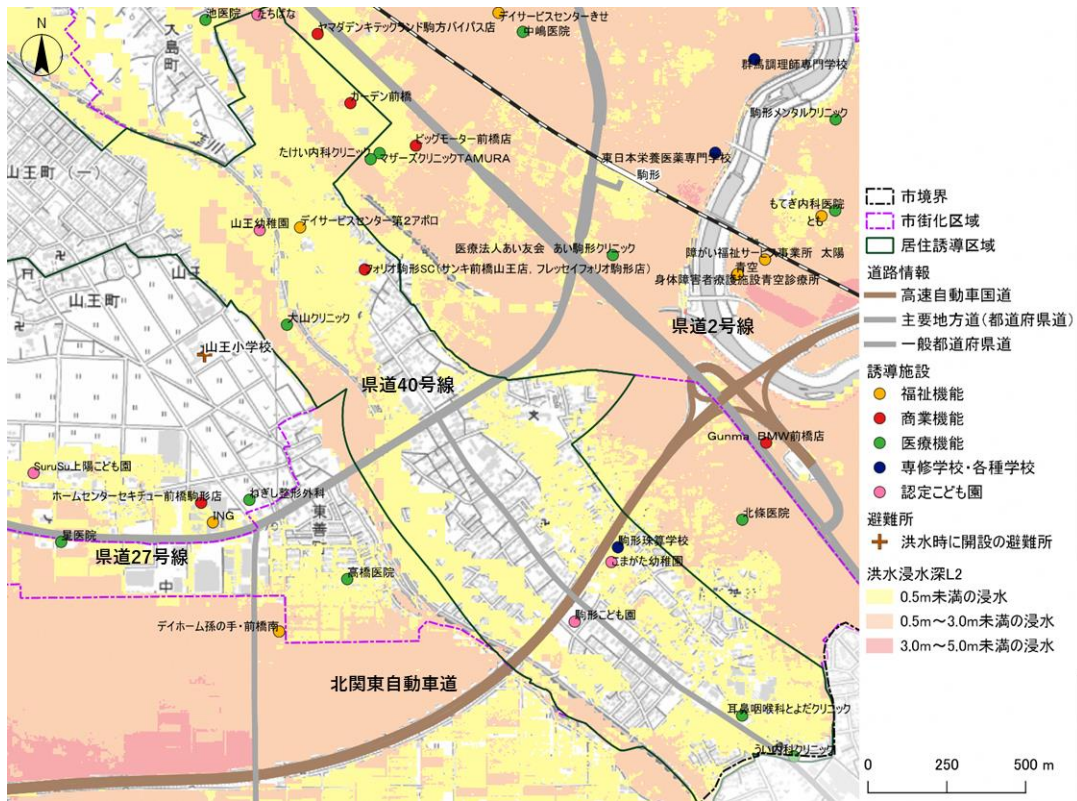 N
池医院
たちばな
デイサービスセンターきせ
ヤマダデンキテックランド駒方バイパス店
中嶋医院
天島町
群馬調理師専門学校
カーデン前橋
駒形メンタルクリニック
ビッグモーター前橋店
たけい内科クリニック
マザーズクリニックTAMURA
東日本栄養医薬専門学校
駒形
山王町(一)
もてぎ内科医院
とも
山王幼稚園
デイサービスセンター第2アポロ
医療法人あい友会 あい駒形クリニック
障がい福祉サービス事業所 太陽
青空
身体障害者療護施設青空診療所
フォリオ駒形SC(サンキ前橋山王店、フレッセイフォリオ駒形店)
山王
山王町
犬山クリニック
県道2号線
山王小学校
県道40号線
文
Gunma BMW前橋店
SuruSu上陽こども園
ホームセンターセキチュー前橋駒形店
ねぎし整形外科
ING
東善
北條医院
星医院
県道27号線
駒形珠算学校
こまがた幼稚園
中
高橋医院
駒形こども園
デイホーム孫の手・前橋南
北関東自動車道
耳鼻咽喉科とよだクリニック
うい内科クリニック
市境界
市街化区域
居住誘導区域
道路情報
高速自動車国道
主要地方道(都道府県道)
一般都道府県道
誘導施設
福祉機能
商業機能
医療機能
専修学校・各種学校
認定こども園
避難所
洪水時に開設の避難所
洪水浸水深L2
0.5m未満の浸水
0.5m～3.0m未満の浸水
3.0m～5.0m未満の浸水
0 250 500 m